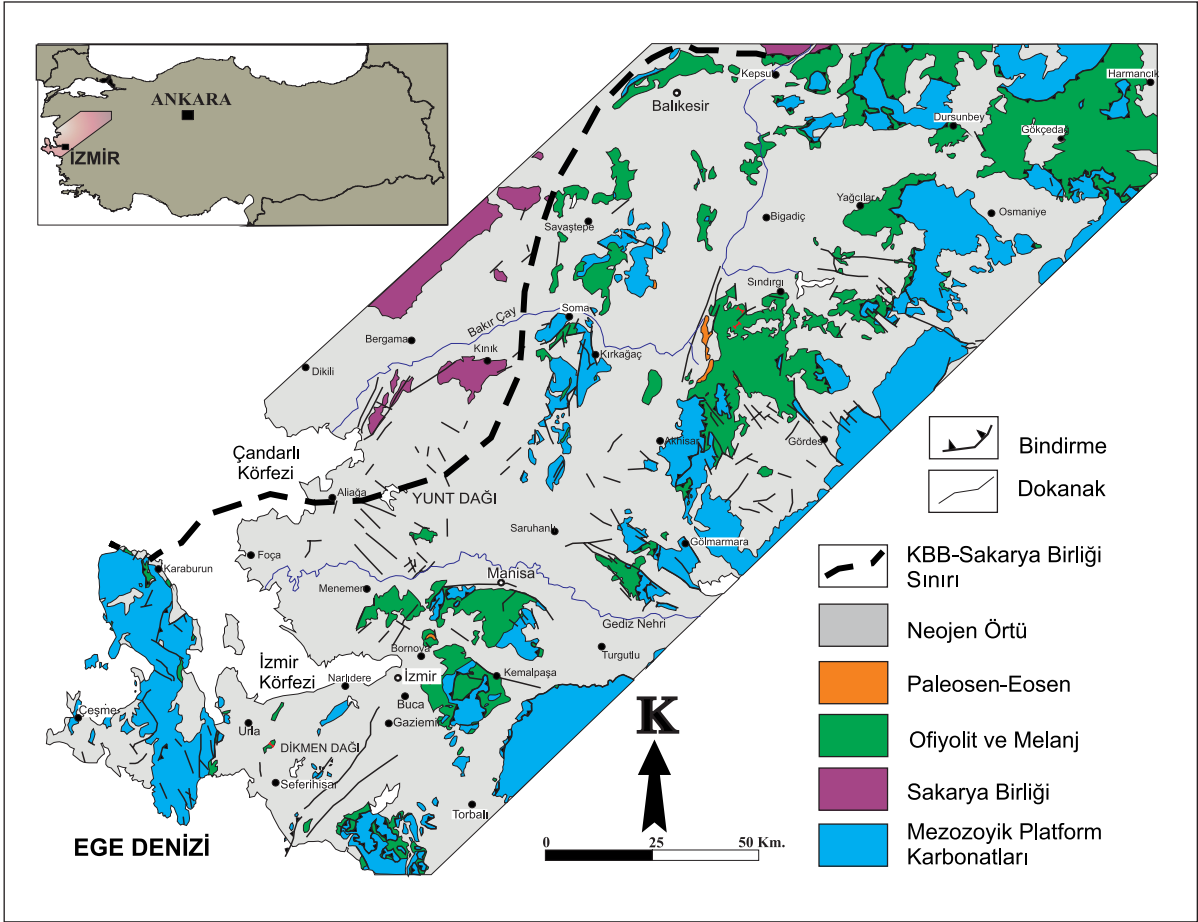 ANKARA
İZMİR
Kepsut
Balıkesir
Harmancık
Dursunbey
Gökçedağ
Yağcılar
Osmaniye
Savaştepe
Bigadiç
Sındırgı
Soma
Bakır Çay
Bergama
Kınık
Kırkağaç
Dikili
Akhisar
Gördes
Çandarlı
Körfezi
Aliağa
YUNT DAĞI
Saruhanlı
Gölmarmara
Foça
Karaburun
Manisa
Menemen
Gediz Nehri
Bornova
Turgutlu
İzmir
Körfezi
Narlıdere
İzmir
Kemalpaşa
Buca
Çeşme
Urla
Gaziemir
DİKMEN DAĞI
Seferihisar
Torbalı
EGE DENİZİ
K
0 25 50 Km.
Bindirme
Dokanak
KBB-Sakarya Birliği
Sınırı
Neojen Örtü
Paleosen-Eosen
Ofiyolit ve Melanj
Sakarya Birliği
Mezozoyik Platform
Karbonatları